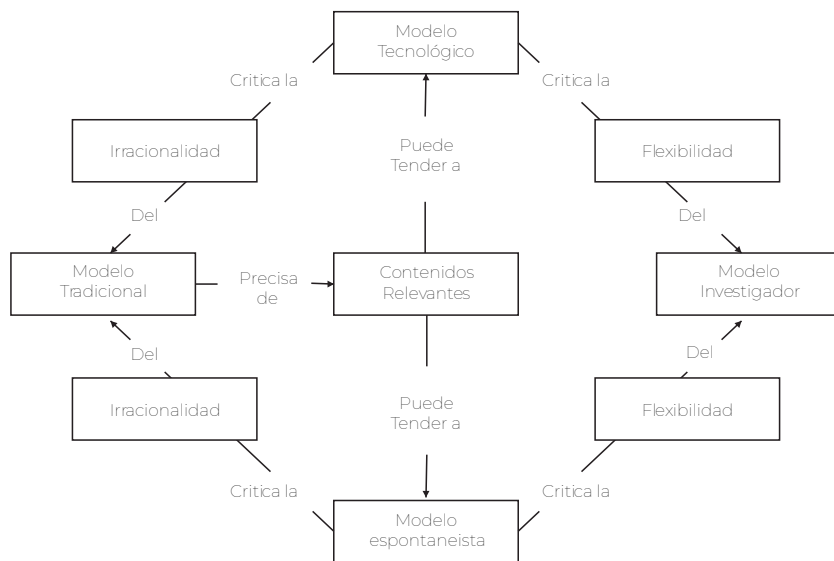 Modelo
Tecnológico
Critica la
Critica la
Irracionalidad
Puede
Tender a
Flexibilidad
Del
Del
Modelo
Tradicional
Precisa
de
Contenidos
Relevantes
Modelo
Investigador
Del
Del
Irracionalidad
Puede
Tender a
Flexibilidad
Critica la
Critica la
Modelo
espontaneista